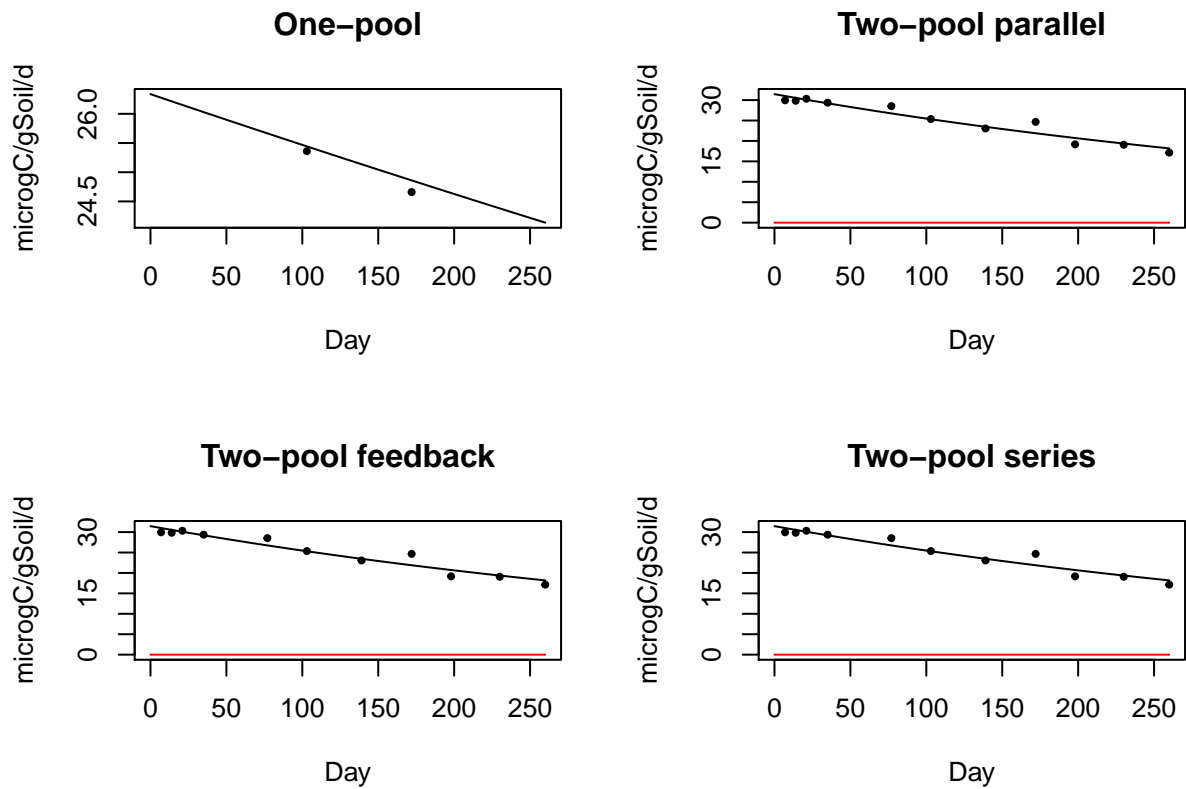 One−pool
microgC/gSoil/d
26.0
24.5
0 50 100 150 200 250
Day
Two−pool parallel
microgC/gSoil/d
30
15
0
0 50 100 150 200 250
Day
Two−pool feedback
microgC/gSoil/d
30
15
0
0 50 100 150 200 250
Day
Two−pool series
microgC/gSoil/d
30
15
0
0 50 100 150 200 250
Day